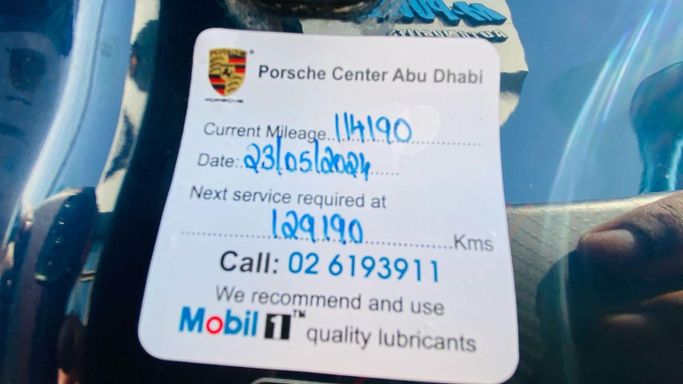 Porsche Center Abu Dhabi
PORSCHE
Current Mileage..114190
Date:.23/05/2024
Next service required at
129190 Kms
Call: 02 6193911
We recommend and use
Mobil 1™ quality lubricants